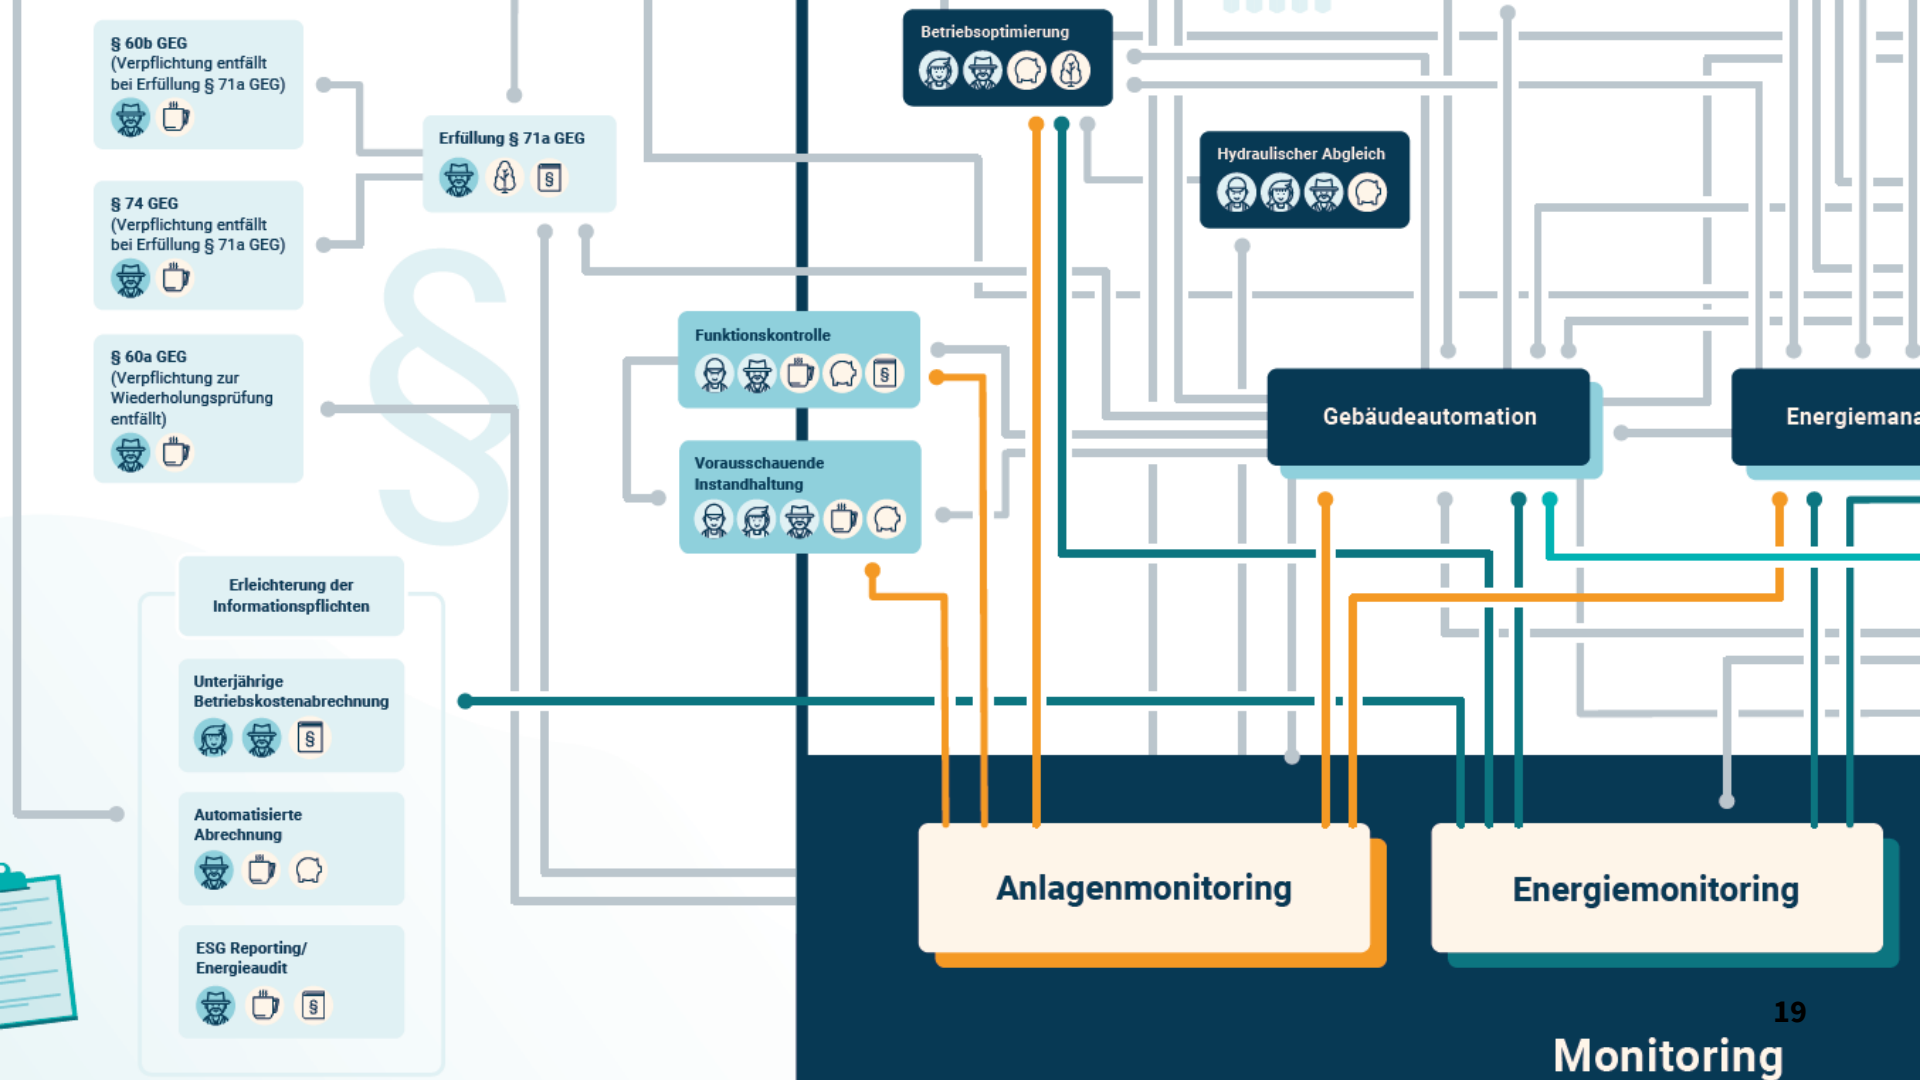 § 60b GEG
(Verpflichtung entfällt
bei Erfüllung § 71a GEG)
§ 74 GEG
(Verpflichtung entfällt
bei Erfüllung § 71a GEG)
§ 60a GEG
(Verpflichtung zur
Wiederholungsprüfung
entfällt)
Erfüllung § 71a GEG
§
§
Erleichterung der
Informationspflichten
Unterjährige
Betriebskostenabrechnung
§
Automatisierte
Abrechnung
ESG Reporting/
Energieaudit
§
Betriebsoptimierung
Hydraulischer Abgleich
Funktionskontrolle
§
Vorausschauende
Instandhaltung
Gebäudeautomation
Energiemana
Anlagenmonitoring
Energiemonitoring
19
Monitoring